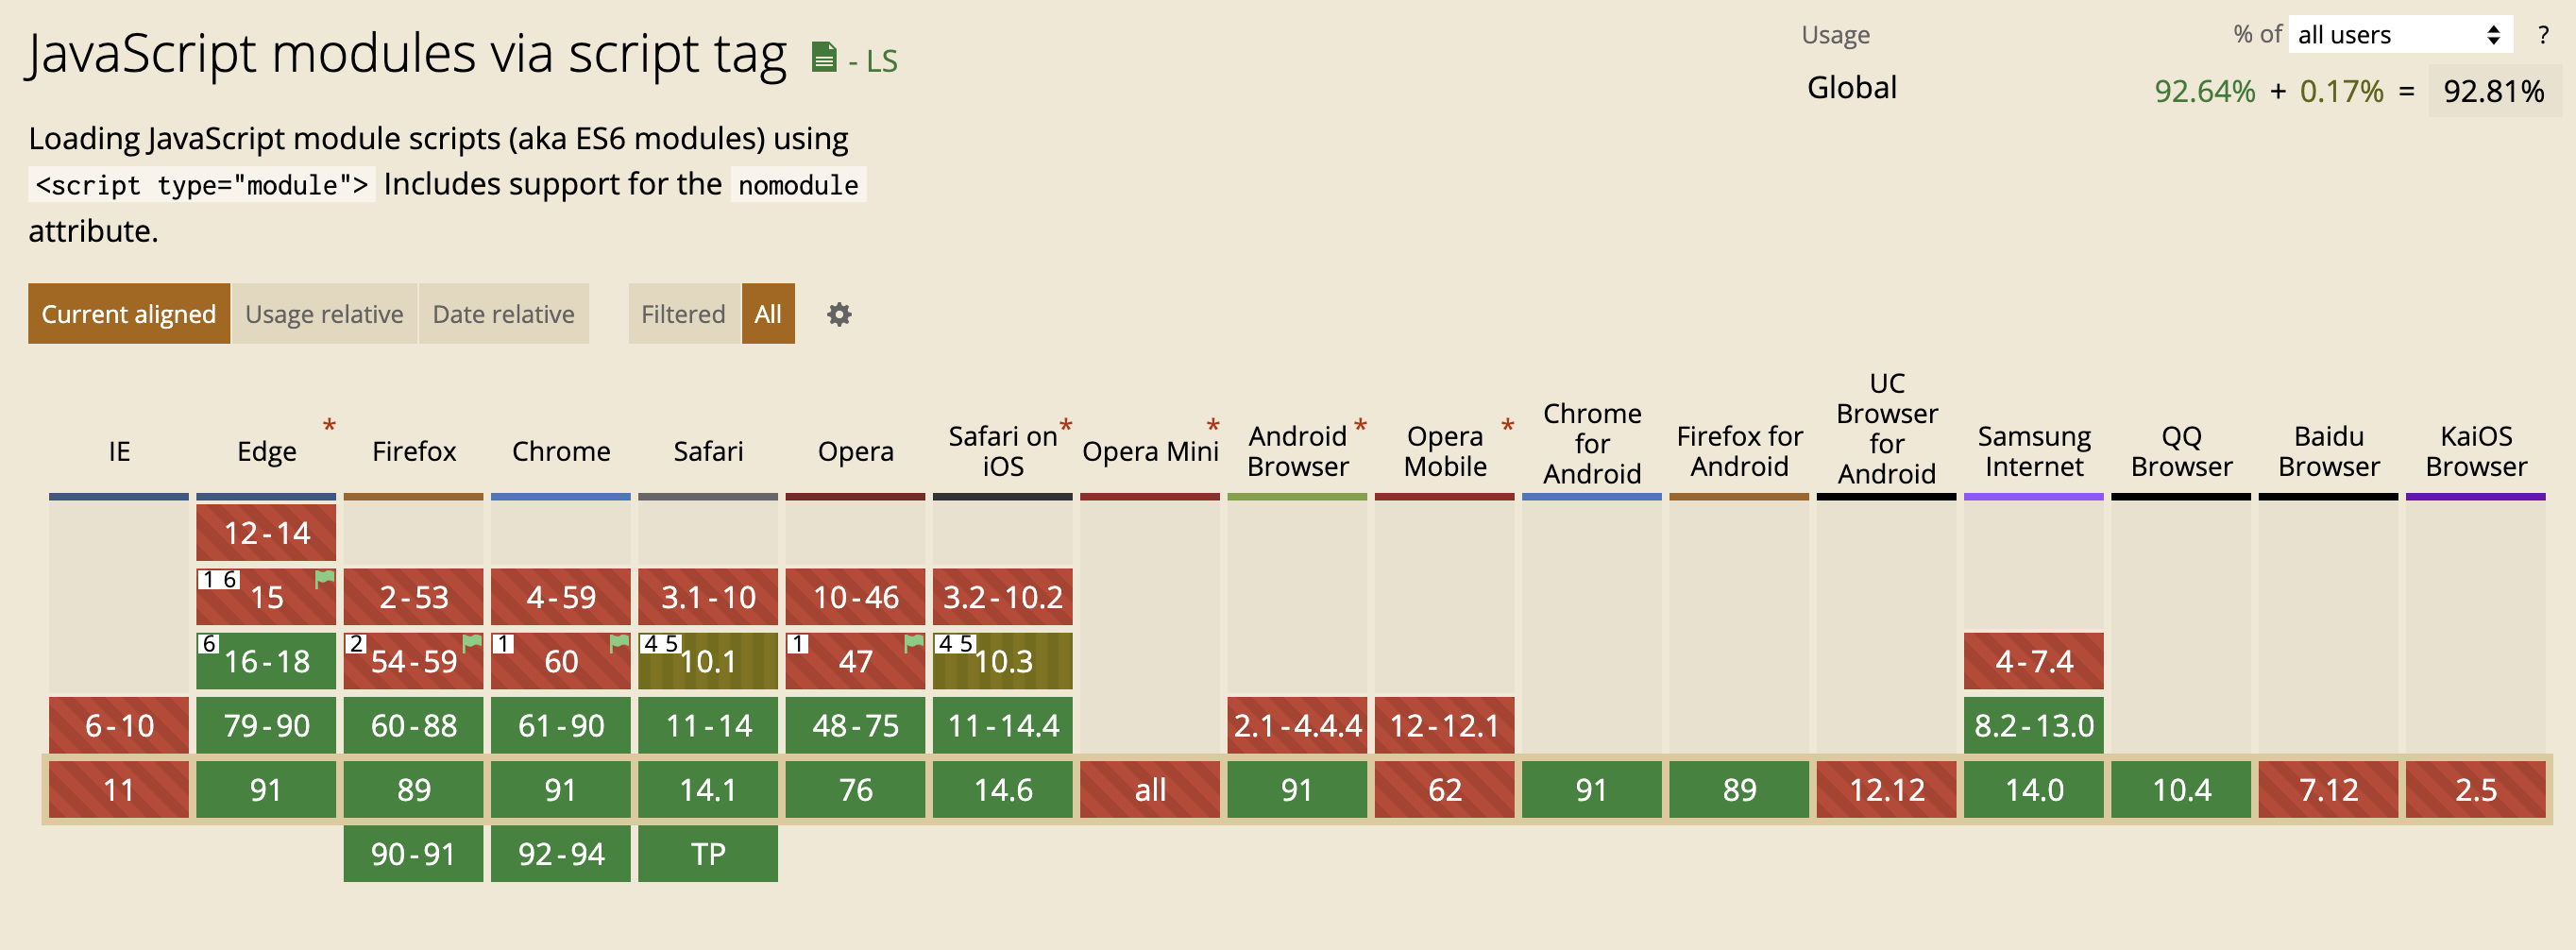 JavaScript modules via script tag - LS
Usage % of all users ?
Global 92.64% + 0.17% = 92.81%
Loading JavaScript module scripts (aka ES6 modules) using
<script type="module"> Includes support for the nomodule
attribute.
Current aligned Usage relative Date relative Filtered All
IE Edge * Firefox Chrome Safari Opera Safari on iOS * Opera Mini * Android Browser * Opera Mobile * Chrome for Android Firefox for Android UC Browser for Android Samsung Internet QQ Browser Baidu Browser KaiOS Browser
12-14
1 6 15 2-53 4-59 3.1-10 10-46 3.2-10.2
6 16-18 2 54-59 1 60 4 5 10.1 1 47 4 5 10.3 4-7.4
6-10 79-90 60-88 61-90 11-14 48-75 11-14.4 2.1-4.4.4 12-12.1 8.2-13.0
11 91 89 91 14.1 76 14.6 all 91 62 91 89 12.12 14.0 10.4 7.12 2.5
90-91 92-94 TP